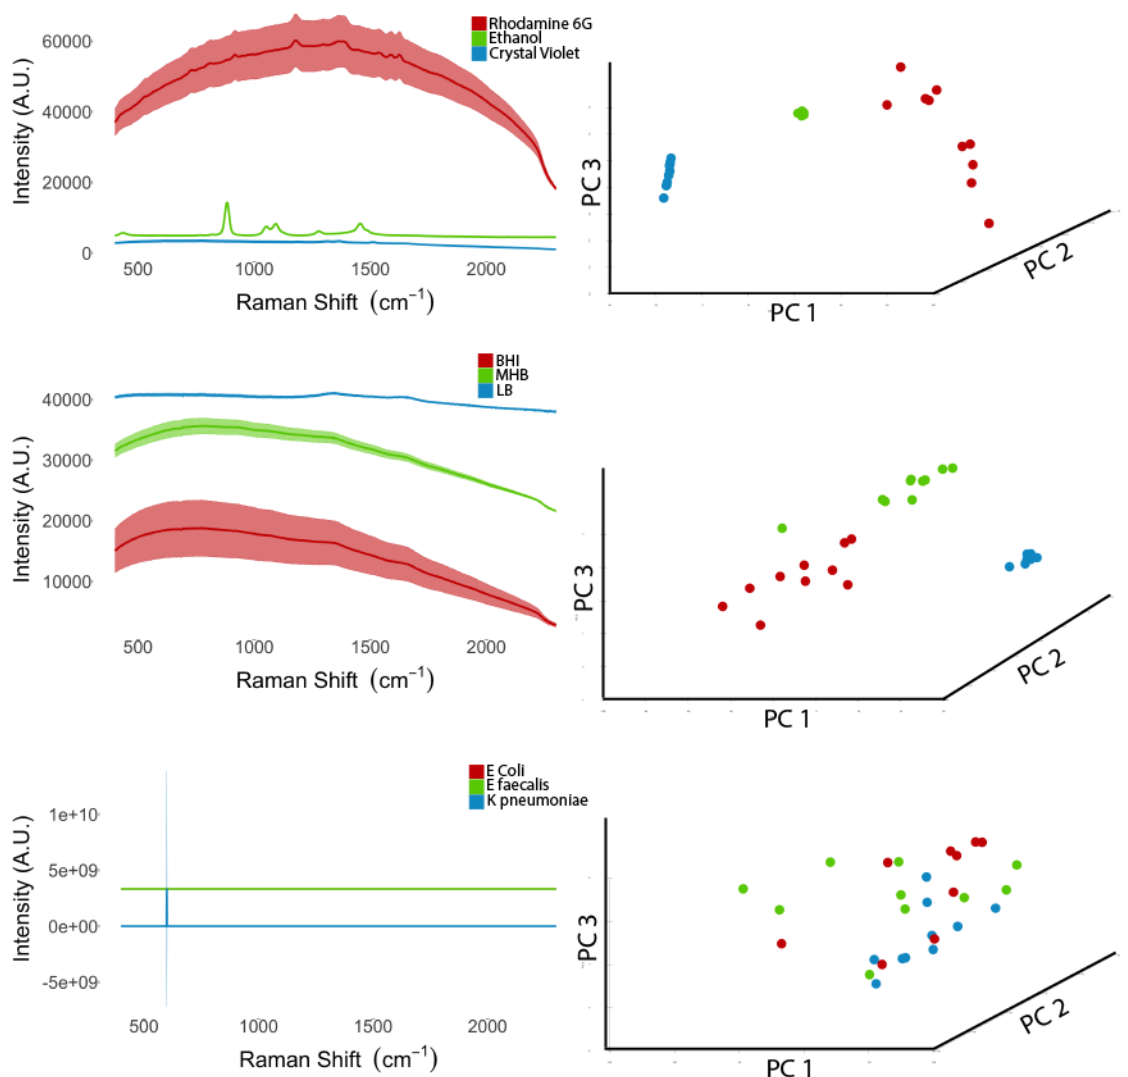 Rhodamine 6G
Ethanol
Crystal Violet
60000
40000
20000
0
Intensity (A.U.)
500 1000 1500 2000
Raman Shift (cm⁻¹)
PC 3
PC 2
PC 1
BHI
MHB
LB
40000
30000
20000
10000
Intensity (A.U.)
500 1000 1500 2000
Raman Shift (cm⁻¹)
PC 3
PC 2
PC 1
E Coli
E faecalis
K pneumoniae
1e+10
5e+09
0e+00
-5e+09
Intensity (A.U.)
500 1000 1500 2000
Raman Shift (cm⁻¹)
PC 3
PC 2
PC 1